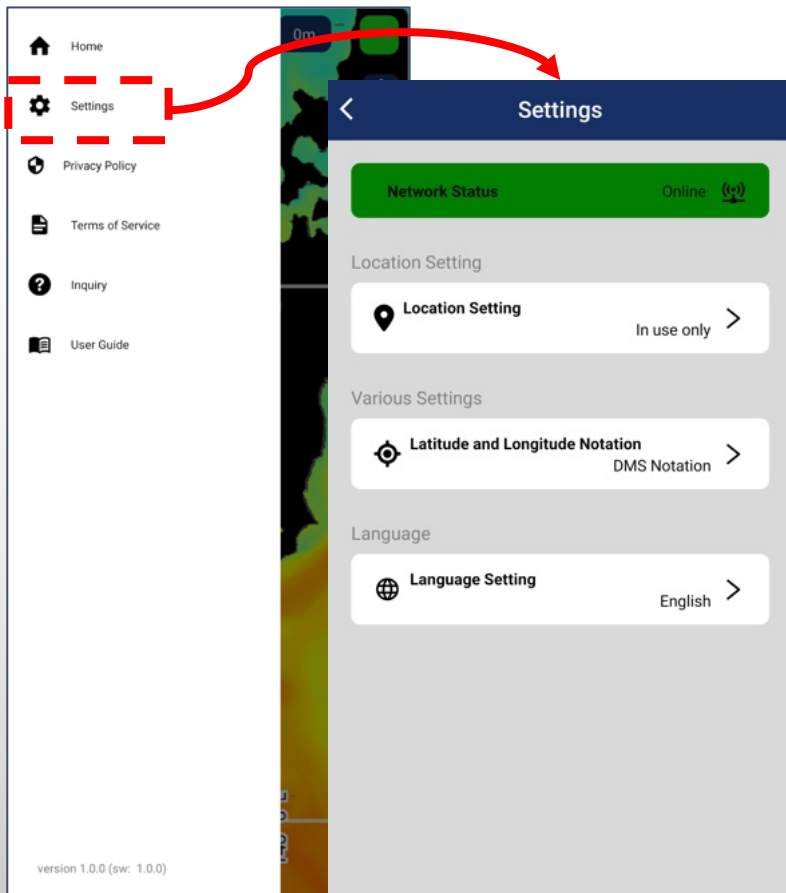 Home
Settings
Privacy Policy
Terms of Service
Inquiry
User Guide
version 1.0.0 (sw: 1.0.0)
0m
Settings
Network Status Online
Location Setting
Location Setting
In use only
Various Settings
Latitude and Longitude Notation
DMS Notation
Language
Language Setting
English